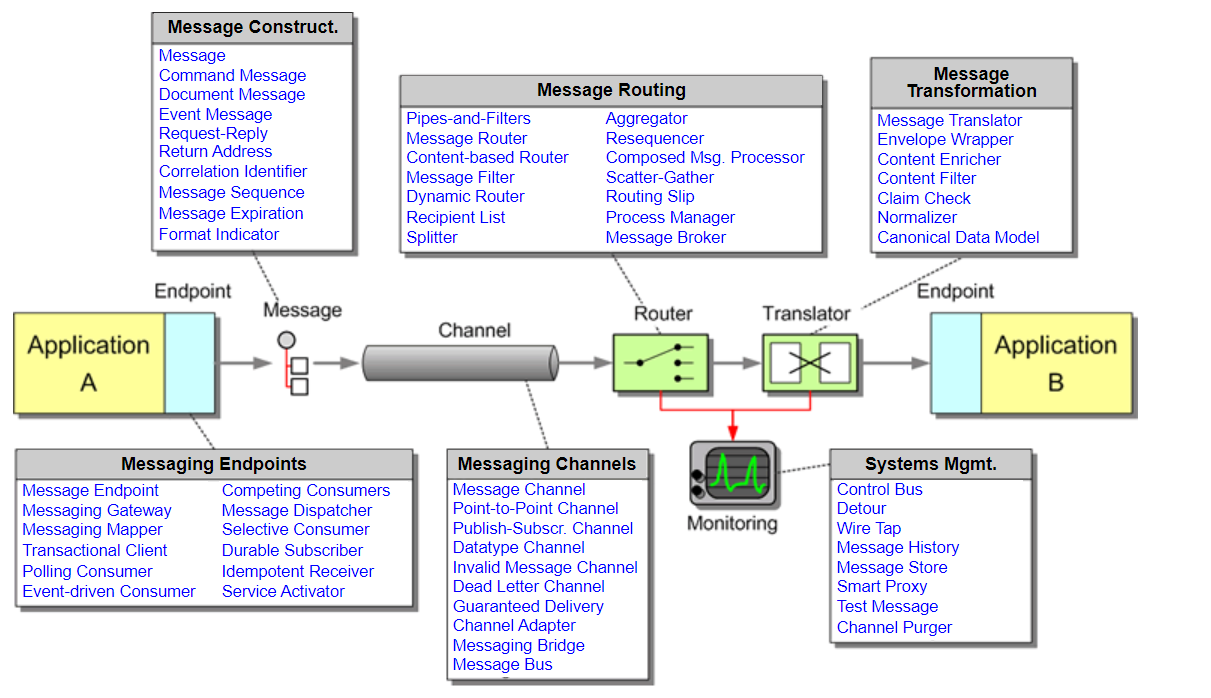 Message Construct.
Message
Command Message
Document Message
Event Message
Request-Reply
Return Address
Correlation Identifier
Message Sequence
Message Expiration
Format Indicator
Message Routing
Pipes-and-Filters
Message Router
Content-based Router
Message Filter
Dynamic Router
Recipient List
Splitter
Aggregator
Resequencer
Composed Msg. Processor
Scatter-Gather
Routing Slip
Process Manager
Message Broker
Message
Transformation
Message Translator
Envelope Wrapper
Content Enricher
Content Filter
Claim Check
Normalizer
Canonical Data Model
Endpoint
Application
A
Message
Channel
Router
Translator
Endpoint
Application
B
Messaging Endpoints
Message Endpoint
Messaging Gateway
Messaging Mapper
Transactional Client
Polling Consumer
Event-driven Consumer
Competing Consumers
Message Dispatcher
Selective Consumer
Durable Subscriber
Idempotent Receiver
Service Activator
Messaging Channels
Message Channel
Point-to-Point Channel
Publish-Subscr. Channel
Datatype Channel
Invalid Message Channel
Dead Letter Channel
Guaranteed Delivery
Channel Adapter
Messaging Bridge
Message Bus
Monitoring
Systems Mgmt.
Control Bus
Detour
Wire Tap
Message History
Message Store
Smart Proxy
Test Message
Channel Purger